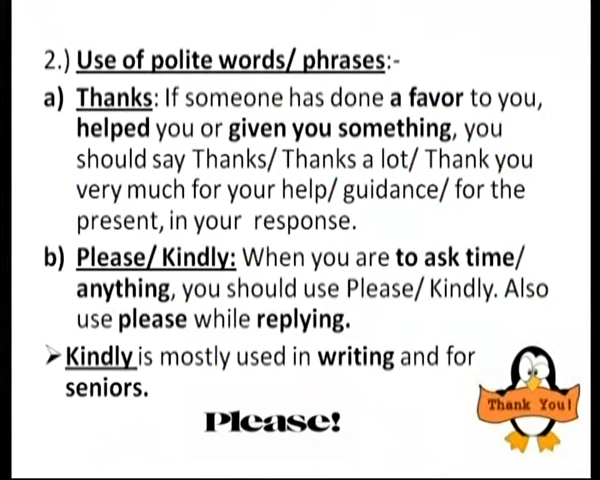 2.) Use of polite words/ phrases:-
a) Thanks: If someone has done a favor to you,
helped you or given you something, you
should say Thanks/ Thanks a lot/ Thank you
very much for your help/ guidance/ for the
present, in your response.
b) Please/ Kindly: When you are to ask time/
anything, you should use Please/ Kindly. Also
use please while replying.
➢Kindly is mostly used in writing and for
seniors.
Thank You!
Please!